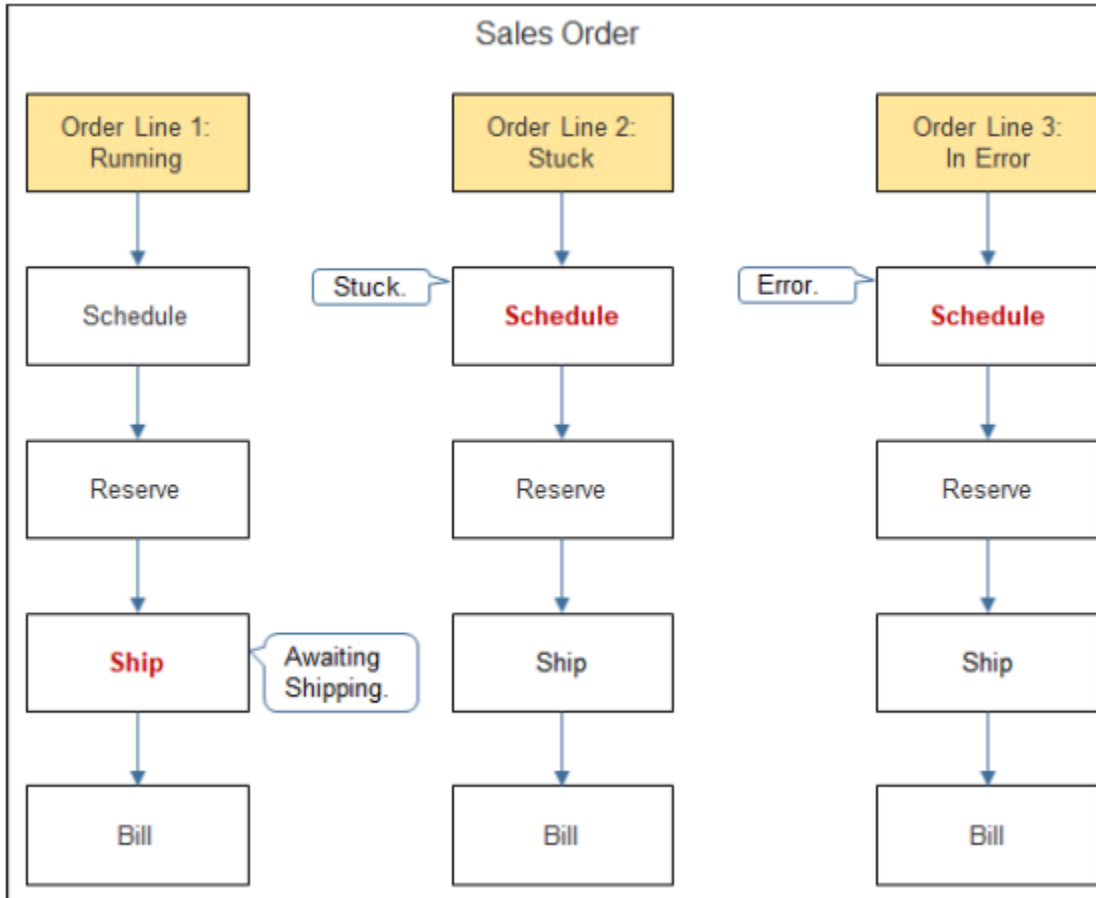 Sales Order
Order Line 1:
Running
Order Line 2:
Stuck
Order Line 3:
In Error
Schedule
Stuck.
Schedule
Error.
Schedule
Reserve
Reserve
Reserve
Ship
Awaiting
Shipping.
Ship
Ship
Bill
Bill
Bill